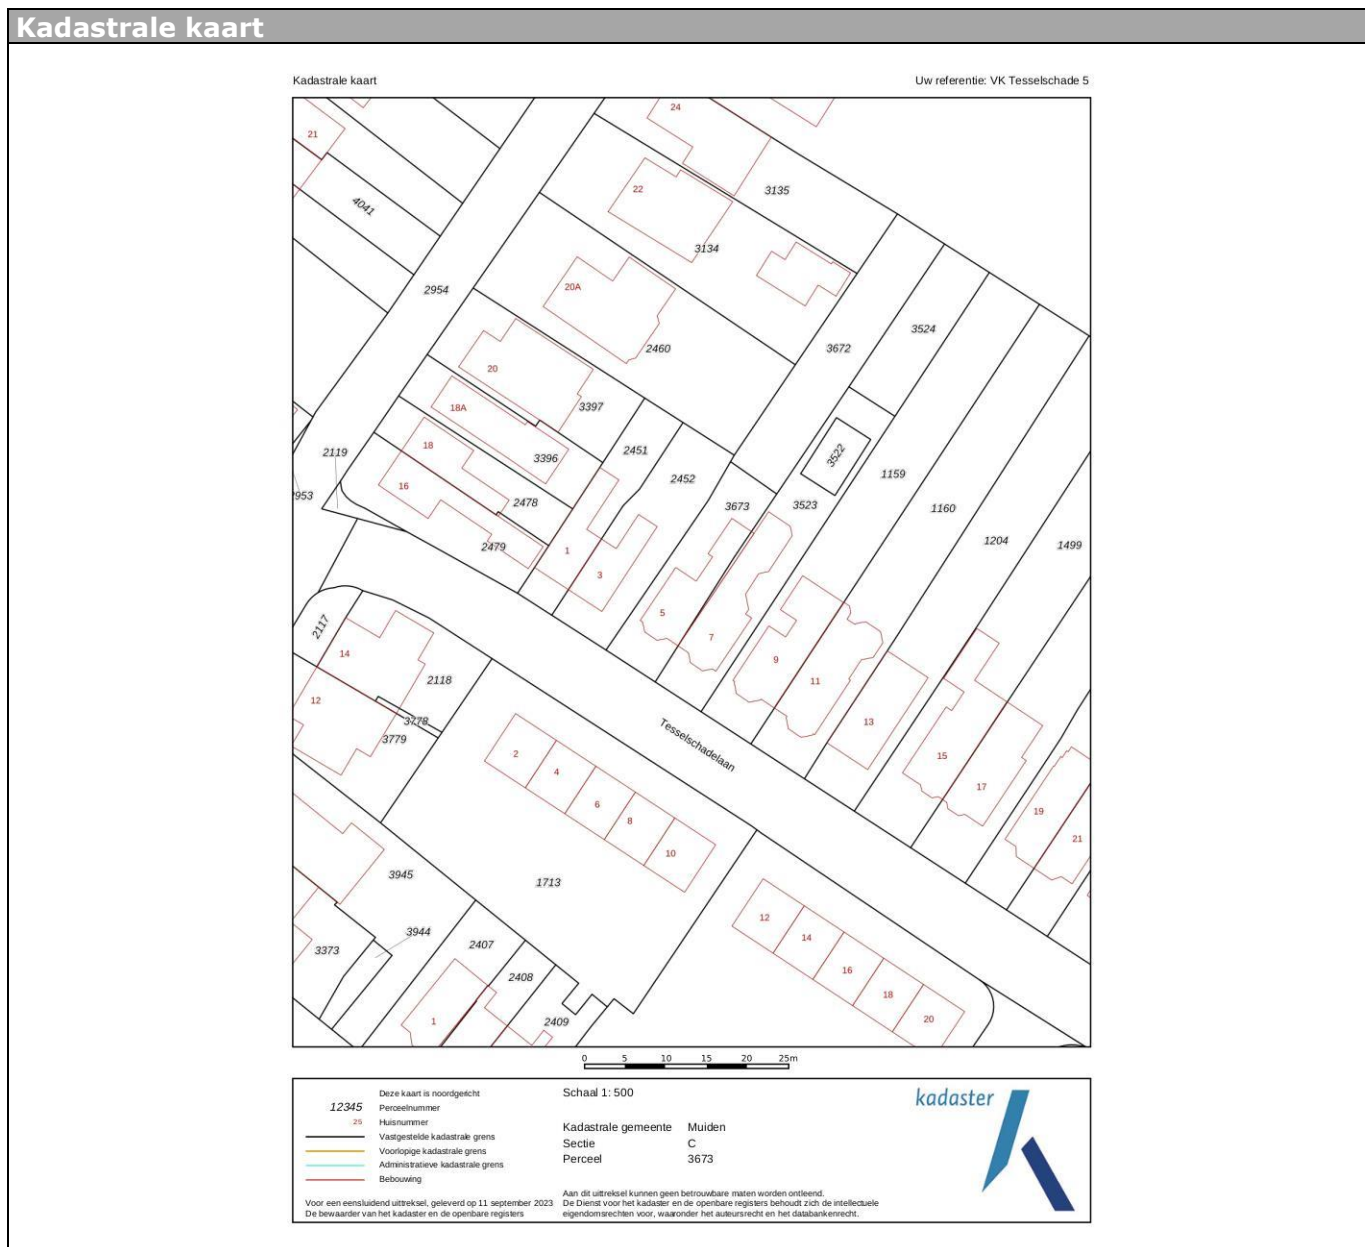 Kadastrale kaart
Kadastrale kaart
Uw referentie: VK Tesselschade 5
24
21
22
3135
4041
3134
20A
2954
3524
2460
3672
20
18A
3397
18
2451
2119
3396
2452
3522
1159
16
2478
953
3673
3523
1160
2479
1
3
1204
1499
5
7
2117
14
9
11
2118
12
3778
3779
13
Tesselschadelaan
2
4
6
8
10
15
17
19
21
3945
1713
3944
3373
2407
2408
2409
1
12
14
16
18
20
0 5 10 15 20 25m
Deze kaart is noordgericht
12345 Perceelnummer
25 Huisnummer
Vastgestelde kadastrale grens
Voorlopige kadastrale grens
Administratieve kadastrale grens
Bebouwing
Voor een eensluidend uittreksel, geleverd op 11 september 2023
De bewaarder van het kadaster en de openbare registers
Schaal 1: 500
Kadastrale gemeente Muiden
Sectie C
Perceel 3673
Aan dit uittreksel kunnen geen betrouwbare maten worden ontleend.
De Dienst voor het kadaster en de openbare registers behoudt zich de intellectuele
eigendomsrechten voor, waaronder het auteursrecht en het databankenrecht.
kadaster